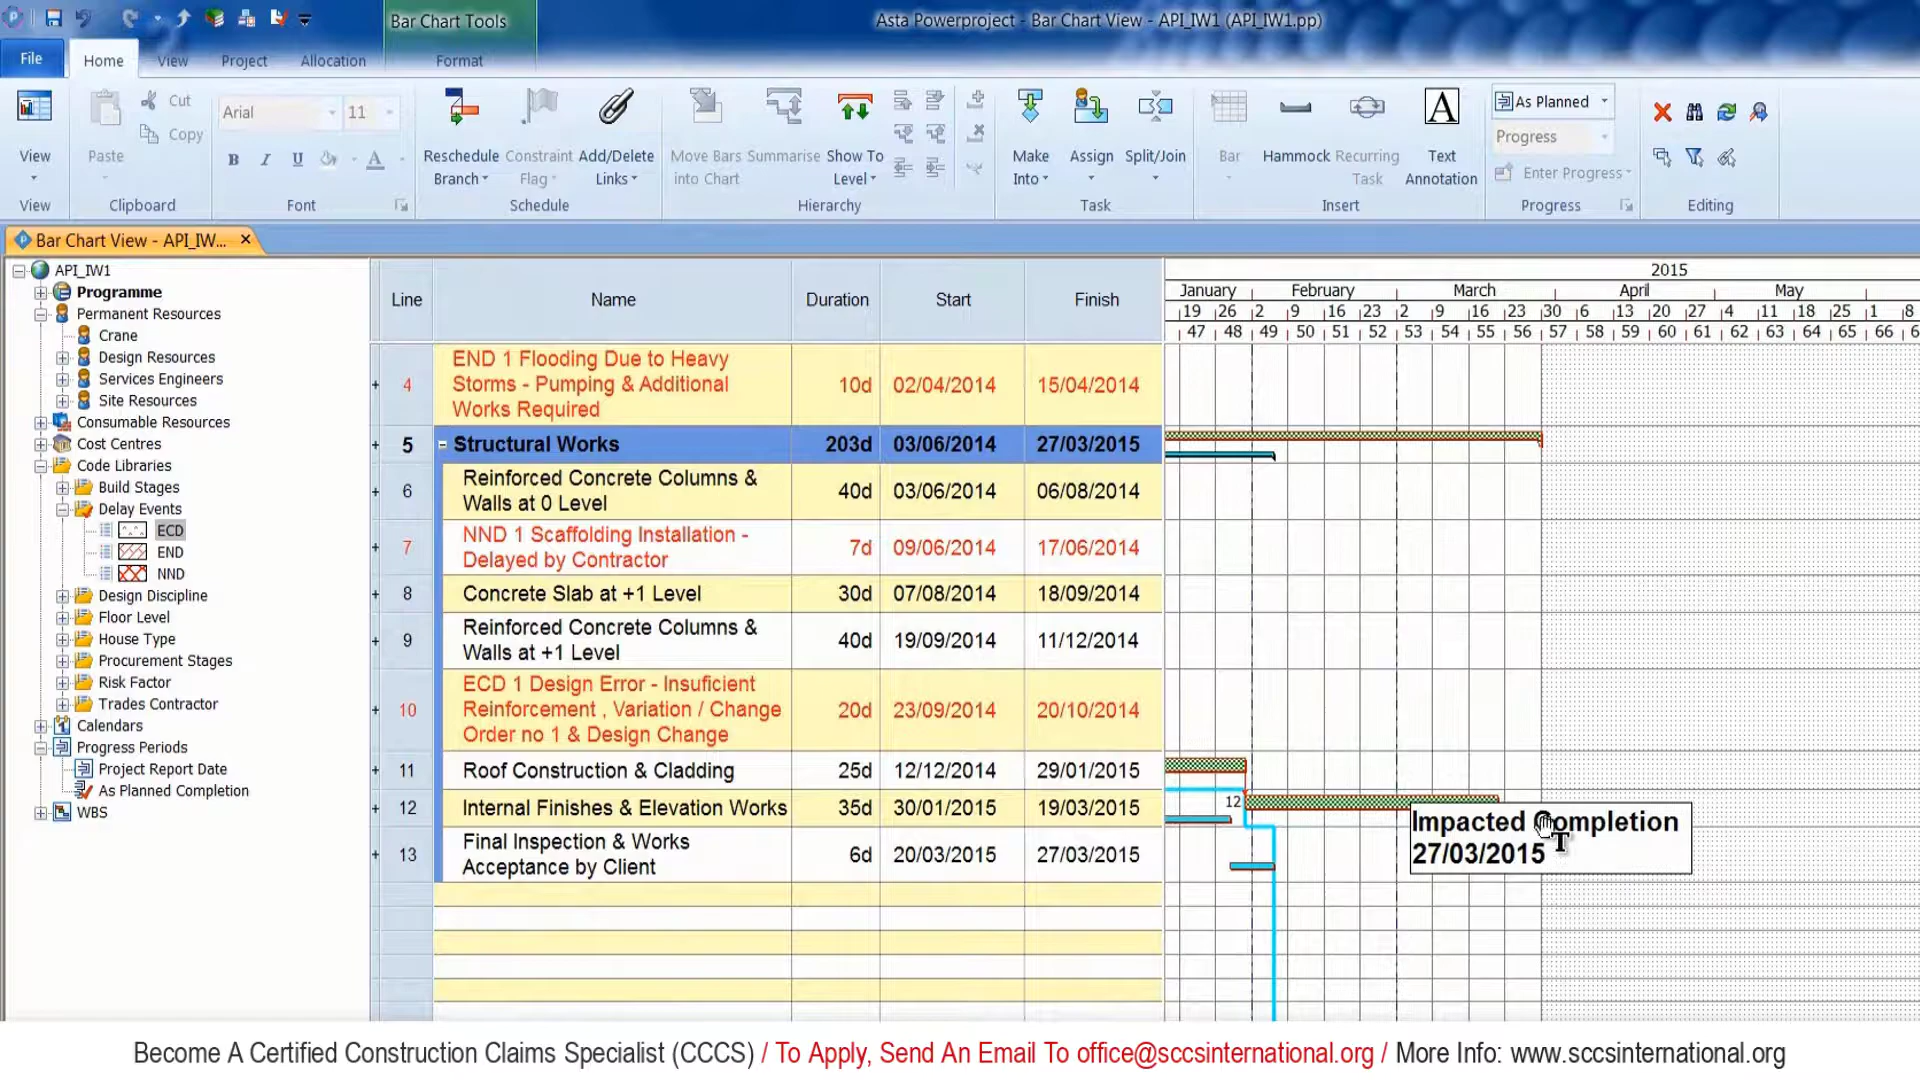 Bar Chart Tools
Asta Powerproject - Bar Chart View - API_IW1 (API_IW1.pp)
File
Home
View
Project
Allocation
Format
View
View
Paste
Cut
Copy
Clipboard
Arial
11
B I U A
Font
Reschedule Branch
Constraint Flag
Add/Delete Links
Schedule
Move Bars into Chart
Summarise
Show To Level
Hierarchy
Make Into
Assign
Split/Join
Task
Bar
Hammock
Recurring Task
A
Text Annotation
Insert
As Planned
Progress
Enter Progress
Progress
Editing
Bar Chart View - API_IW...
API_IW1
Programme
Permanent Resources
Crane
Design Resources
Services Engineers
Site Resources
Consumable Resources
Cost Centres
Code Libraries
Build Stages
Delay Events
ECD
END
NND
Design Discipline
Floor Level
House Type
Procurement Stages
Risk Factor
Trades Contractor
Calendars
Progress Periods
Project Report Date
As Planned Completion
WBS
Line Name Duration Start Finish
2015
January February March April May
19 26 2 9 16 23 2 9 16 23 30 6 13 20 27 4 11 18 25 1 8
47 48 49 50 51 52 53 54 55 56 57 58 59 60 61 62 63 64 65 66
END 1 Flooding Due to Heavy
4 Storms - Pumping & Additional 10d 02/04/2014 15/04/2014
Works Required
5 Structural Works 203d 03/06/2014 27/03/2015
Reinforced Concrete Columns &
6 Walls at 0 Level 40d 03/06/2014 06/08/2014
NND 1 Scaffolding Installation -
7 Delayed by Contractor 7d 09/06/2014 17/06/2014
8 Concrete Slab at +1 Level 30d 07/08/2014 18/09/2014
Reinforced Concrete Columns &
9 Walls at +1 Level 40d 19/09/2014 11/12/2014
ECD 1 Design Error - Insuficient
10 Reinforcement , Variation / Change 20d 23/09/2014 20/10/2014
Order no 1 & Design Change
11 Roof Construction & Cladding 25d 12/12/2014 29/01/2015
12 Internal Finishes & Elevation Works 35d 30/01/2015 19/03/2015
12
Final Inspection & Works
13 Acceptance by Client 6d 20/03/2015 27/03/2015
Impacted Completion
27/03/2015
Become A Certified Construction Claims Specialist (CCCS) / To Apply, Send An Email To office@sccsinternational.org / More Info: www.sccsinternational.org